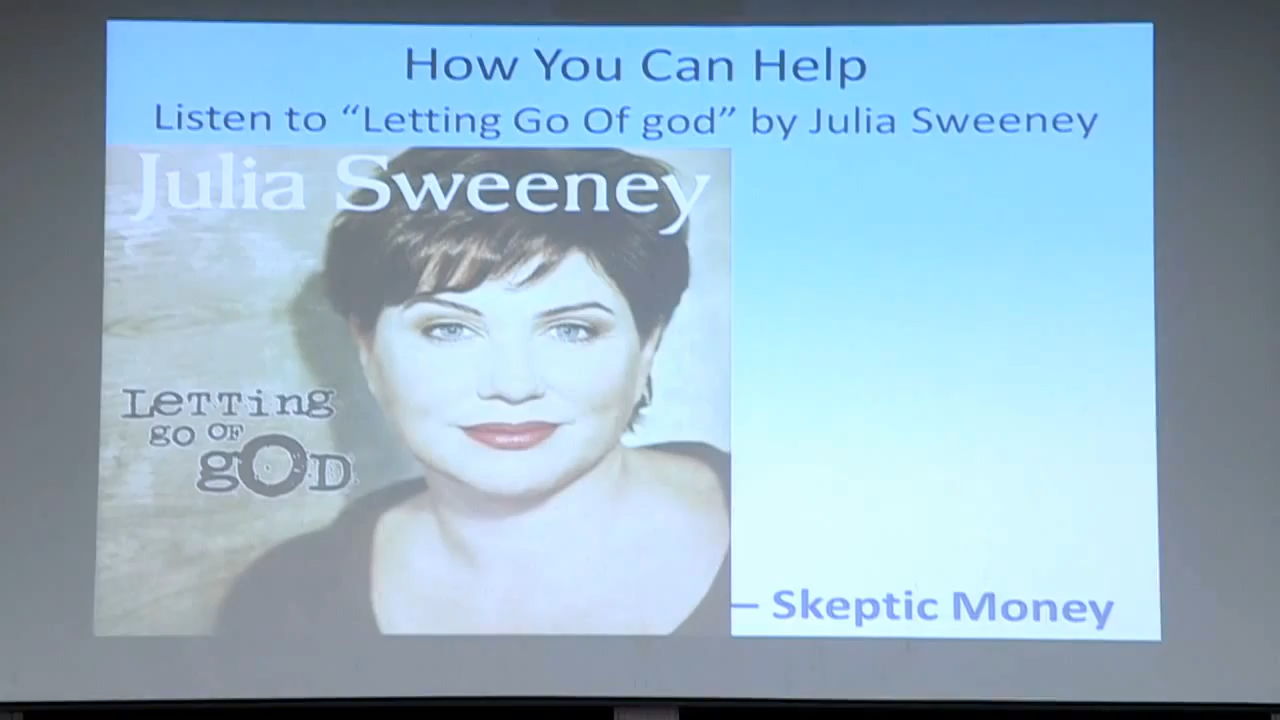 How You Can Help
Listen to “Letting Go Of god” by Julia Sweeney
Julia Sweeney
LeTTing
go OF
gOD
– Skeptic Money